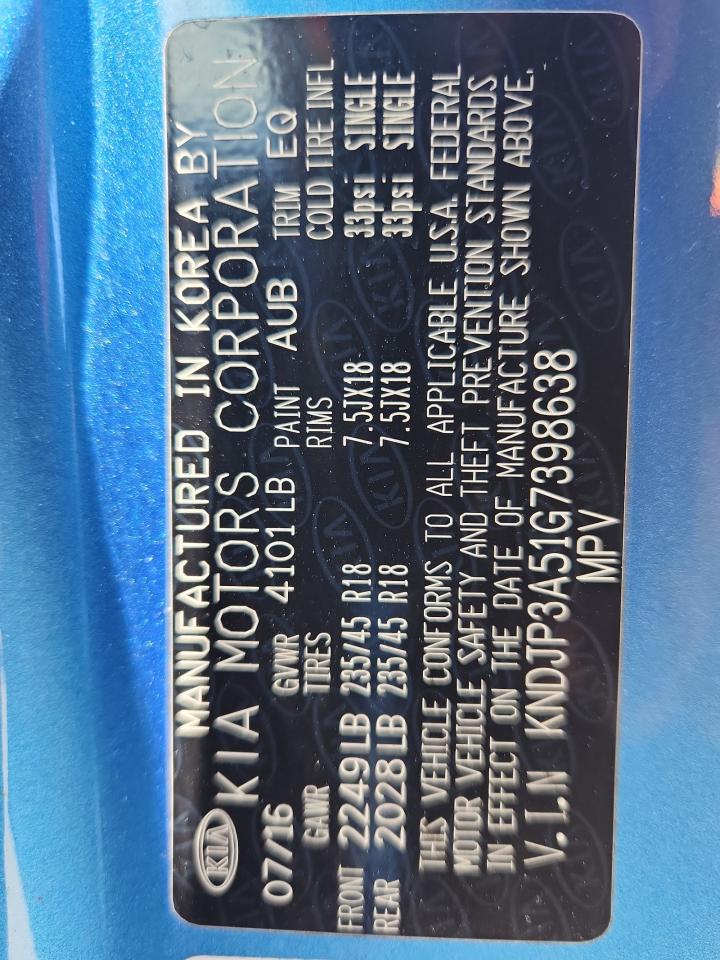 MANUFACTURED IN KOREA BY
KIA KIA MOTORS CORPORATION
07/16 GVWR 4101LB PAINT AUB TRIM EQ
GAWR TIRES RIMS COLD TIRE INFL
FRONT 2249LB 235/45 R18 7.5JX18 33psi SINGLE
REAR 2028LB 235/45 R18 7.5JX18 33psi SINGLE
THIS VEHICLE CONFORMS TO ALL APPLICABLE U.S.A. FEDERAL
MOTOR VEHICLE SAFETY AND THEFT PREVENTION STANDARDS
IN EFFECT ON THE DATE OF MANUFACTURE SHOWN ABOVE.
V.I.N KNDJP3A51G7398638
MPV